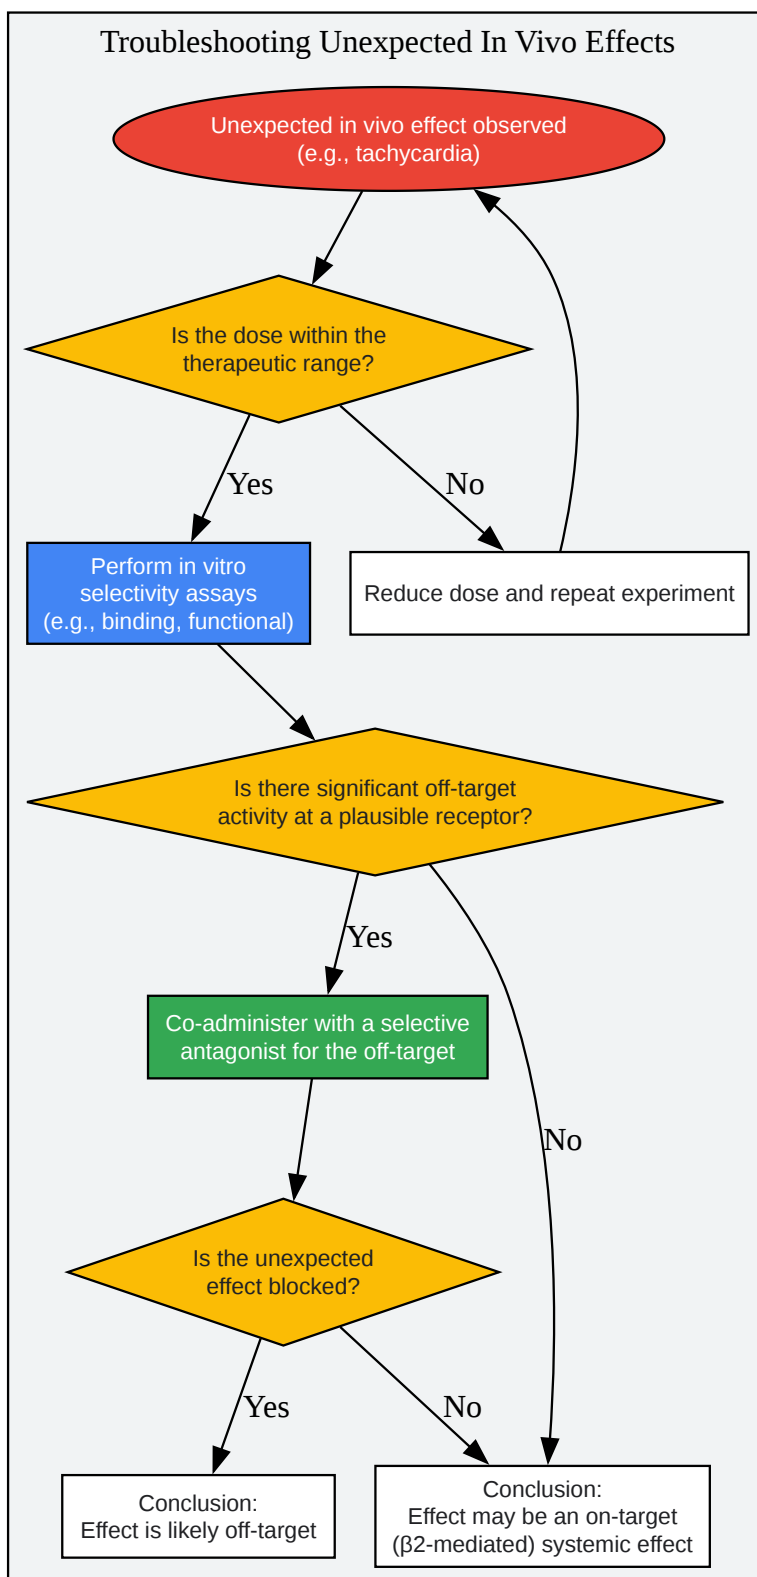 Troubleshooting Unexpected In Vivo Effects
Unexpected in vivo effect observed
(e.g., tachycardia)
Is the dose within the
therapeutic range?
Yes
No
Perform in vitro
selectivity assays
(e.g., binding, functional)
Reduce dose and repeat experiment
Is there significant off-target
activity at a plausible receptor?
Yes
Co-administer with a selective
antagonist for the off-target
No
Is the unexpected
effect blocked?
Yes
No
Conclusion:
Effect is likely off-target
Conclusion:
Effect may be an on-target
(β2-mediated) systemic effect